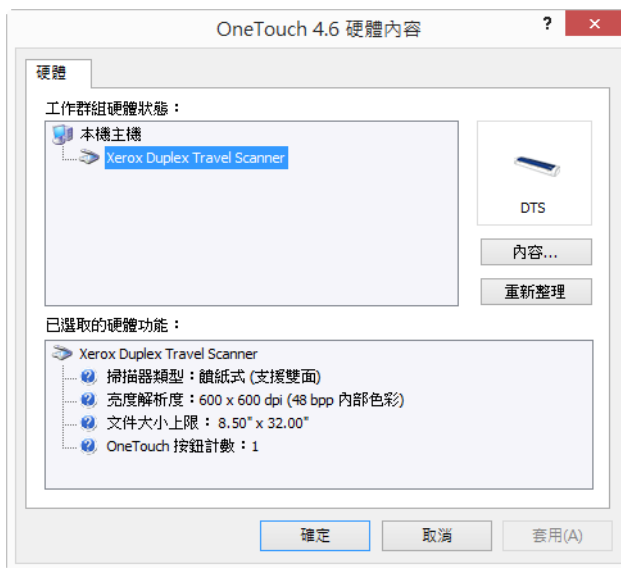 OneTouch 4.6 硬體內容
?
硬體
工作群組硬體狀態：
本機主機
Xerox Duplex Travel Scanner
DTS
內容...
重新整理
已選取的硬體功能：
Xerox Duplex Travel Scanner
掃描器類型：饋紙式 (支援雙面)
亮度解析度：600 x 600 dpi (48 bpp 內部色彩)
文件大小上限： 8.50" x 32.00"
OneTouch 按鈕計數：1
確定
取消
套用(A)